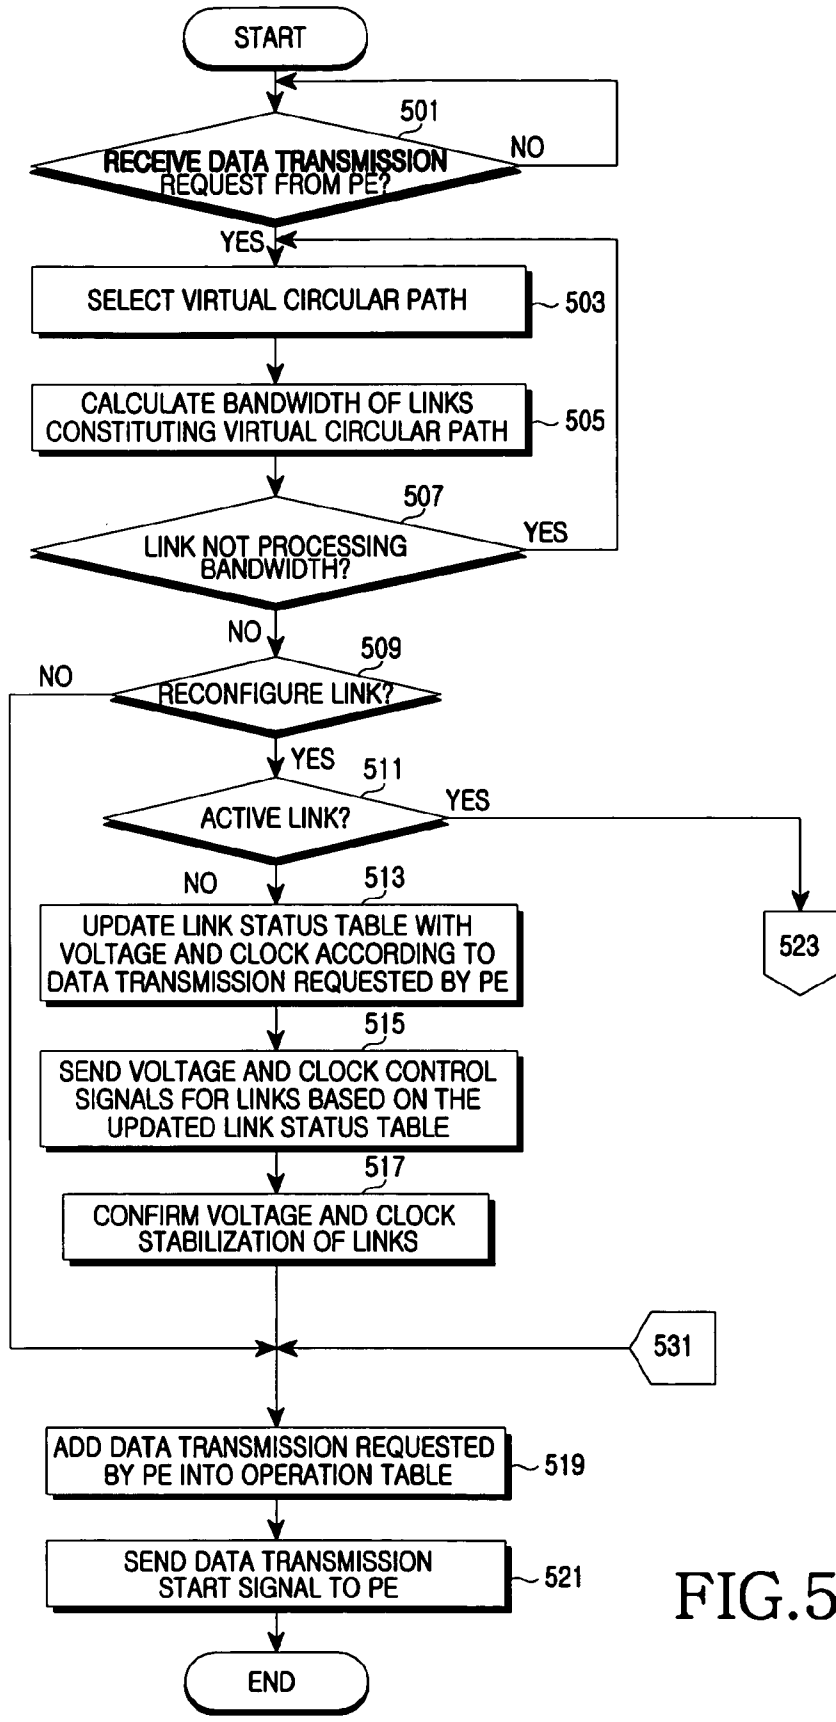 START
501
RECEIVE DATA TRANSMISSION
REQUEST FROM PE?
NO
YES
SELECT VIRTUAL CIRCULAR PATH
503
CALCULATE BANDWIDTH OF LINKS
CONSTITUTING VIRTUAL CIRCULAR PATH
505
507
LINK NOT PROCESSING
BANDWIDTH?
YES
NO
509
NO
RECONFIGURE LINK?
YES
511
ACTIVE LINK?
YES
NO
513
UPDATE LINK STATUS TABLE WITH
VOLTAGE AND CLOCK ACCORDING TO
DATA TRANSMISSION REQUESTED BY PE
523
515
SEND VOLTAGE AND CLOCK CONTROL
SIGNALS FOR LINKS BASED ON THE
UPDATED LINK STATUS TABLE
517
CONFIRM VOLTAGE AND CLOCK
STABILIZATION OF LINKS
531
ADD DATA TRANSMISSION REQUESTED
BY PE INTO OPERATION TABLE
519
SEND DATA TRANSMISSION
START SIGNAL TO PE
521
END
FIG.5